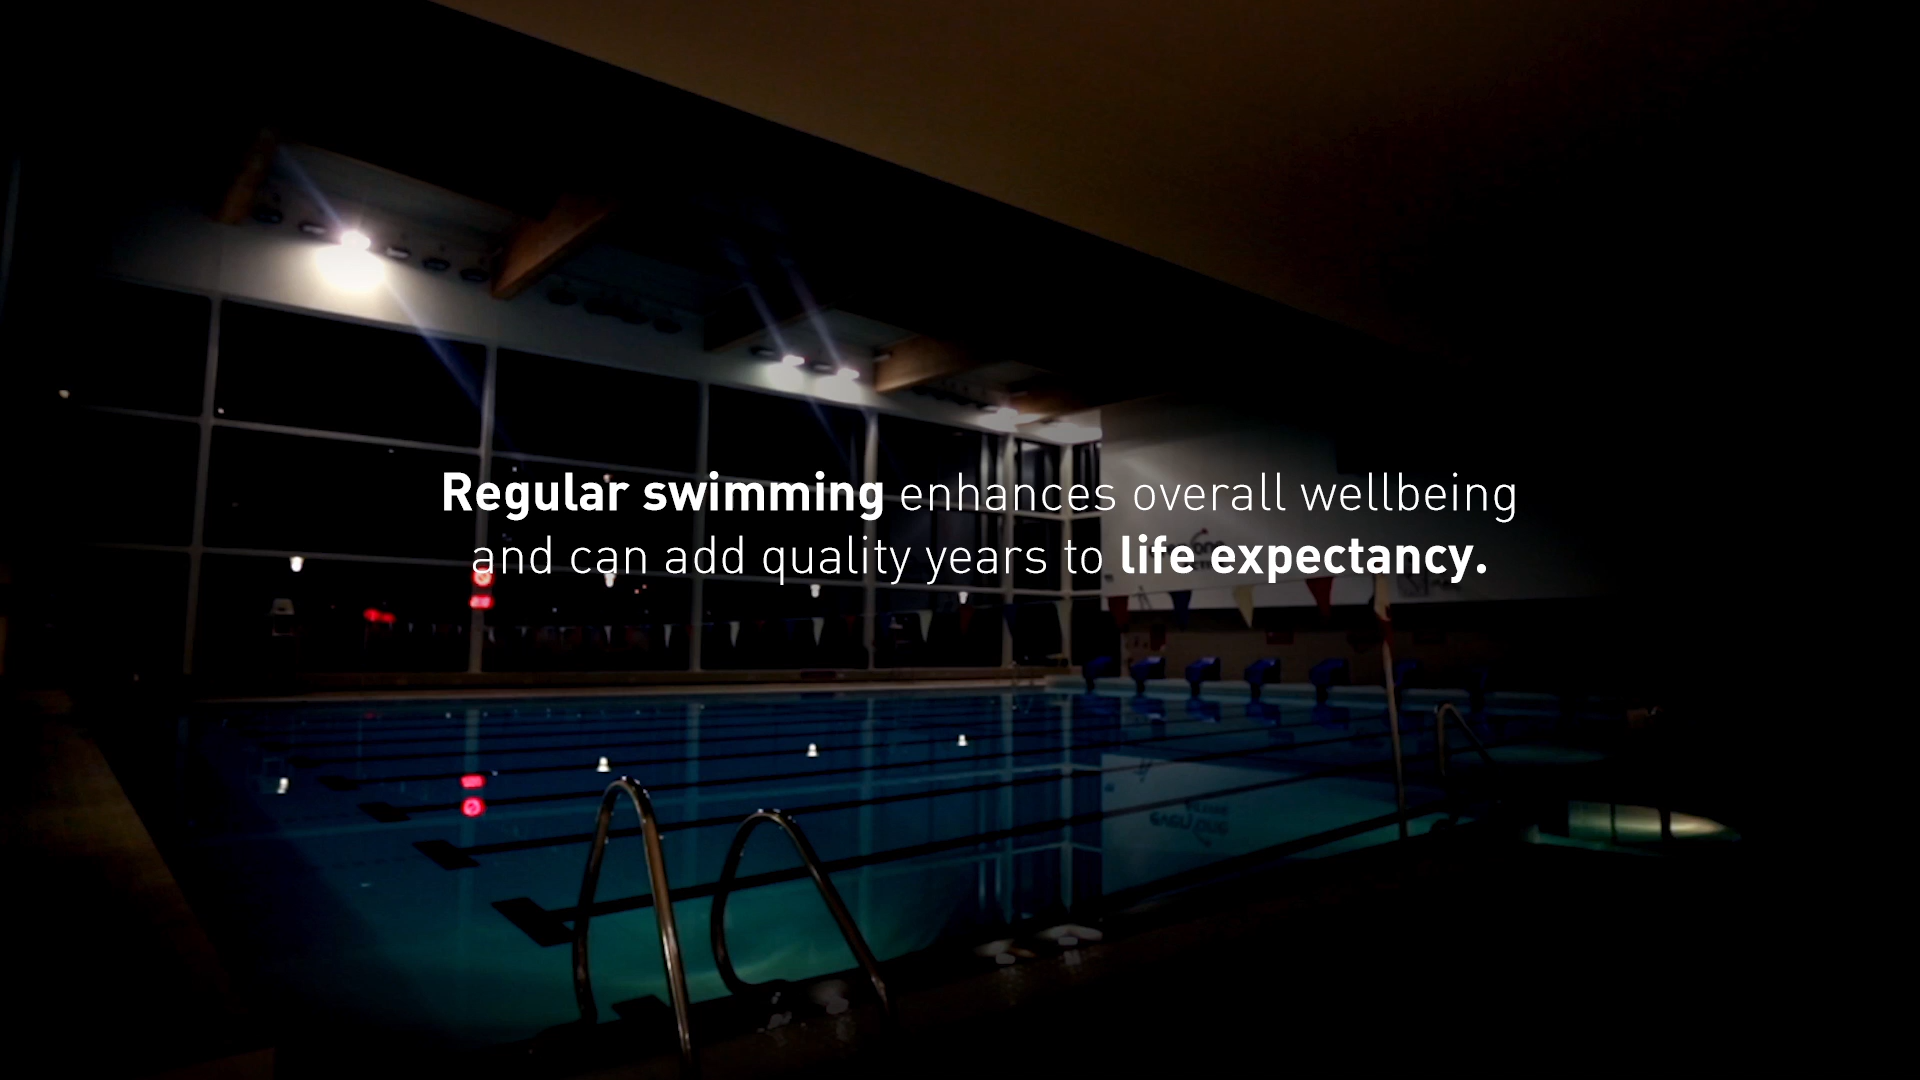 Regular swimming enhances overall wellbeing
and can add quality years to life expectancy.